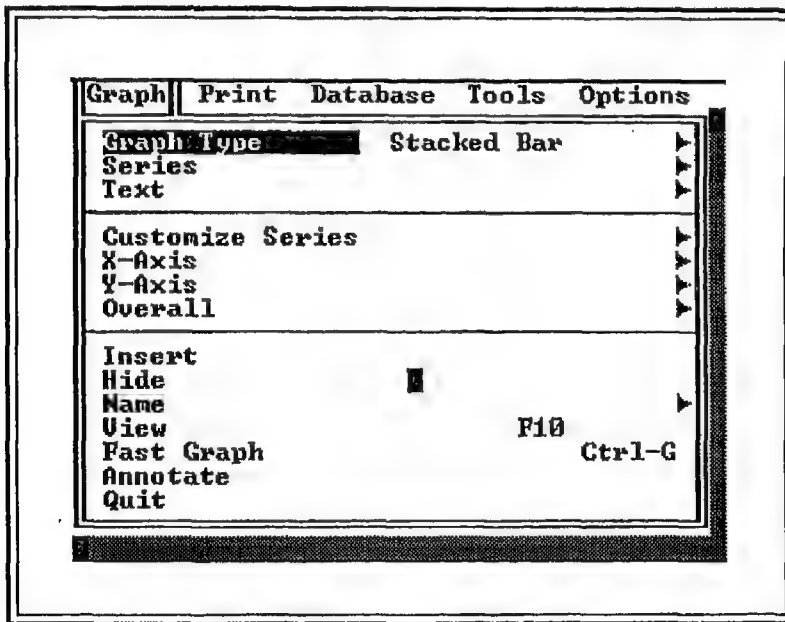 Graph Print Database Tools Options
Graph Type Stacked Bar
Series
Text
Customize Series
X-Axis
Y-Axis
Overall
Insert
Hide
Name
View F10
Fast Graph Ctrl-G
Annotate
Quit